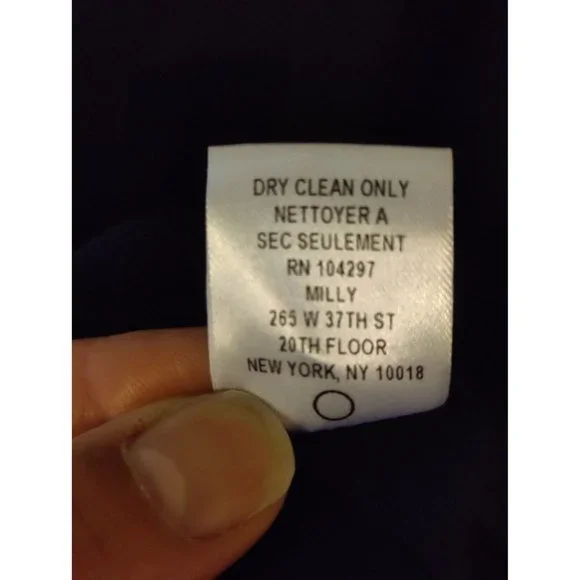 DRY CLEAN ONLY
NETTOYER A
SEC SEULEMENT
RN 104297
MILLY
265 W 37TH ST
20TH FLOOR
NEW YORK, NY 10018